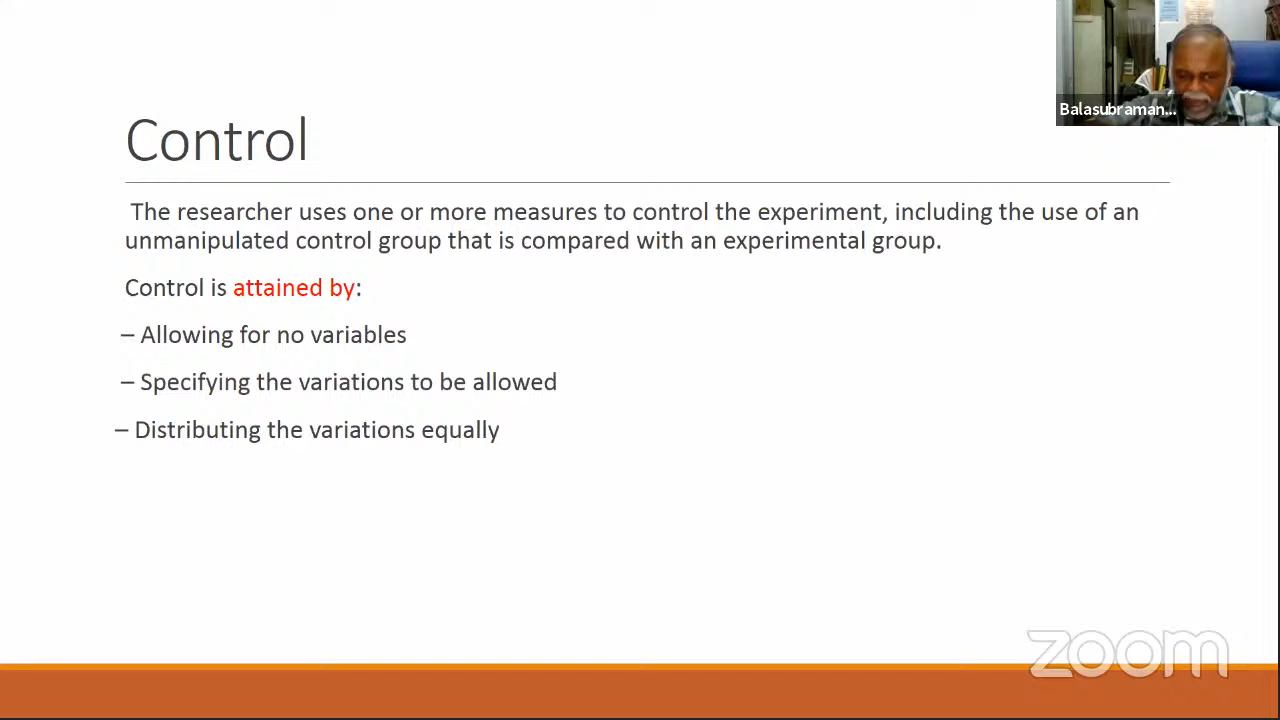 Balasubraman...
Control
The researcher uses one or more measures to control the experiment, including the use of an
unmanipulated control group that is compared with an experimental group.
Control is attained by:
– Allowing for no variables
– Specifying the variations to be allowed
– Distributing the variations equally
zoom